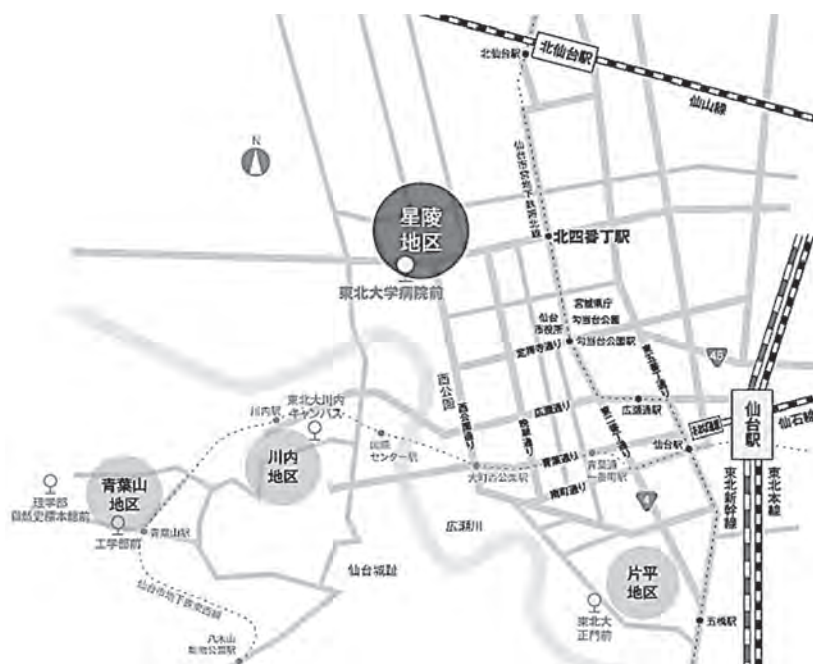 北仙台駅
北仙台駅
仙山線
N
仙台市営地下鉄南北線
星陵
地区
北四番丁駅
東北大学病院前
宮城県庁
勾当台公園
仙台
市役所
定禅寺通り
勾当台公園駅
東五番丁通り
48
西公園
西公園通り
晩翠通り
広瀬通り
広瀬通駅
東二番丁通り
仙台駅
あおば通駅
仙石線
仙台駅
川内駅
東北大川内
キャンパス
国際
センター駅
川内
地区
大町西公園駅
青葉通り
青葉通
一番町駅
南町通り
4
東北新幹線
東北本線
青葉山
地区
理学部
自然史標本館前
工学部前
青葉山駅
広瀬川
仙台城趾
仙台市地下鉄東西線
八木山
動物公園駅
片平
地区
東北大
正門前
五橋駅